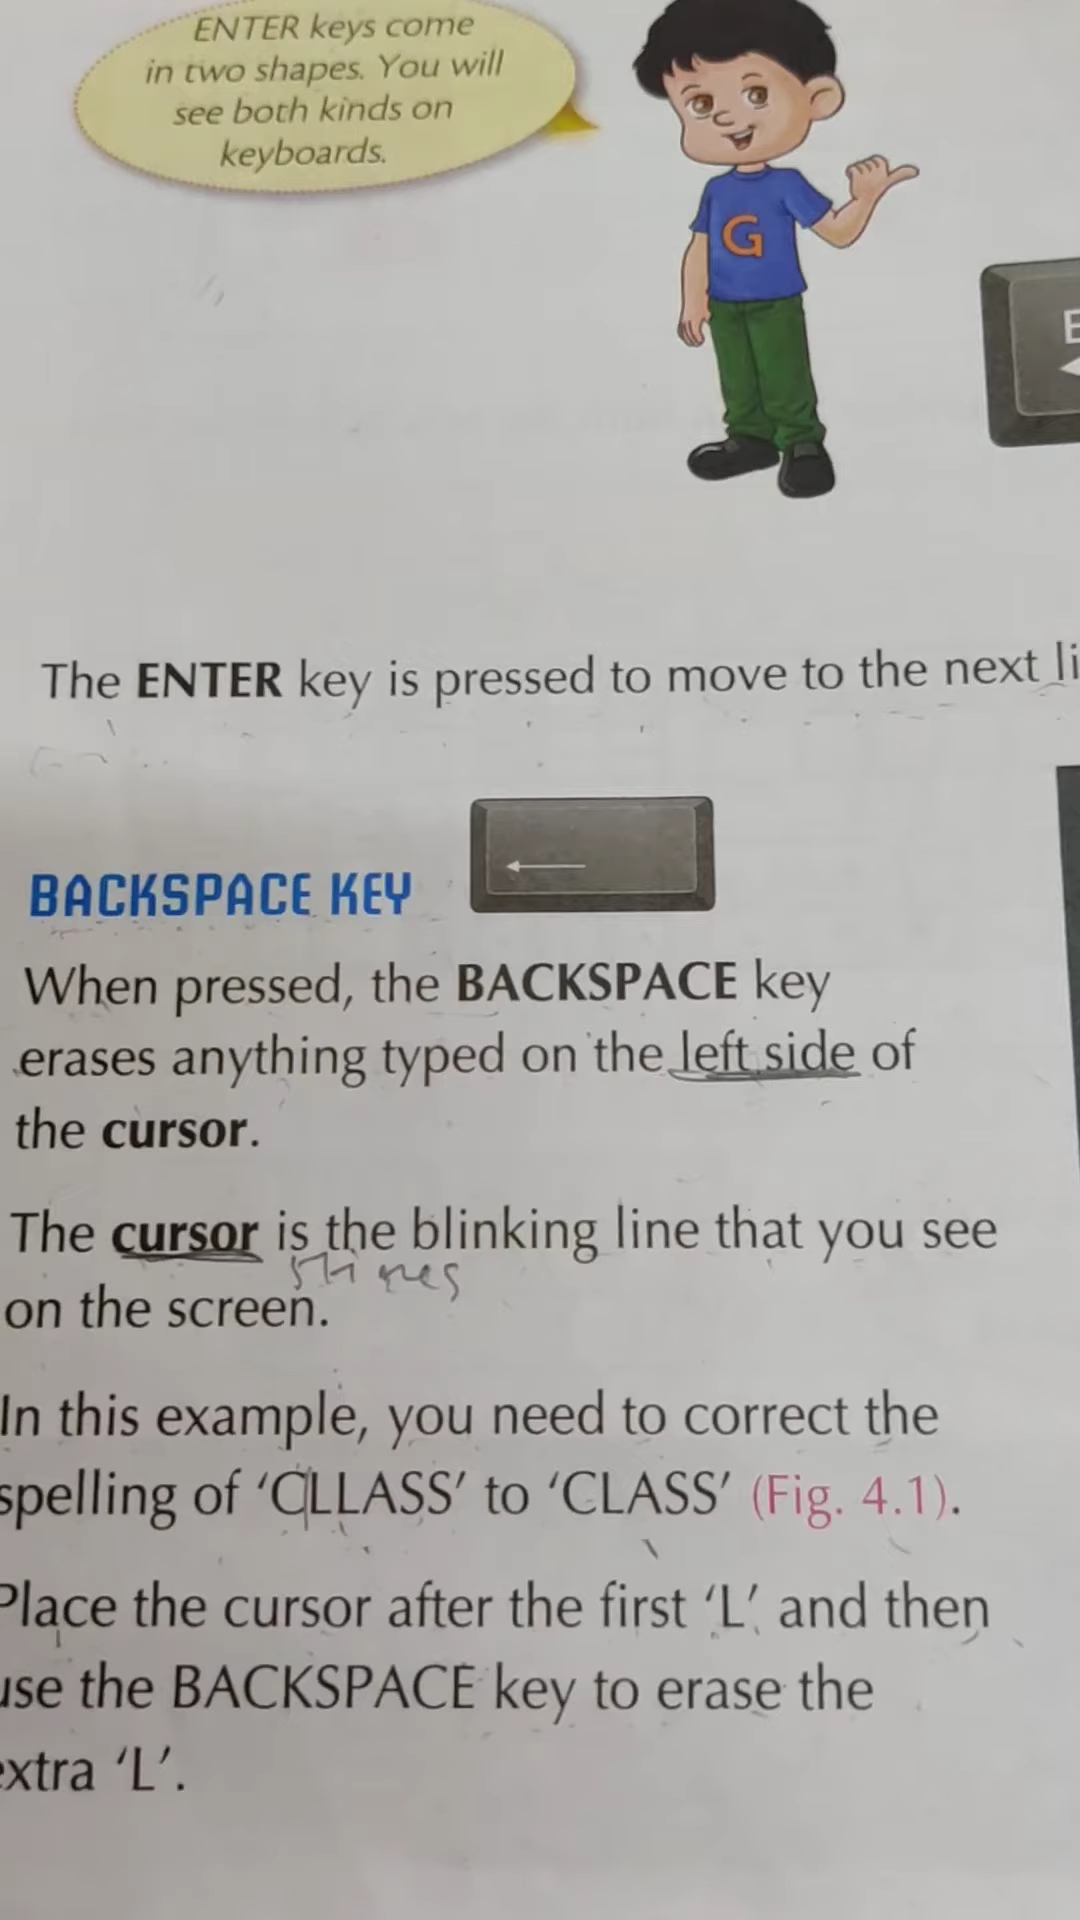 ENTER keys come
in two shapes. You will
see both kinds on
keyboards.
G
E
The ENTER key is pressed to move to the next li
BACKSPACE KEY
When pressed, the BACKSPACE key
erases anything typed on the left side of
the cursor.
The cursor is the blinking line that you see
on the screen.
In this example, you need to correct the
spelling of ‘CLLASS’ to ‘CLASS’ (Fig. 4.1).
Place the cursor after the first ‘L’ and then
use the BACKSPACE key to erase the
extra ‘L’.